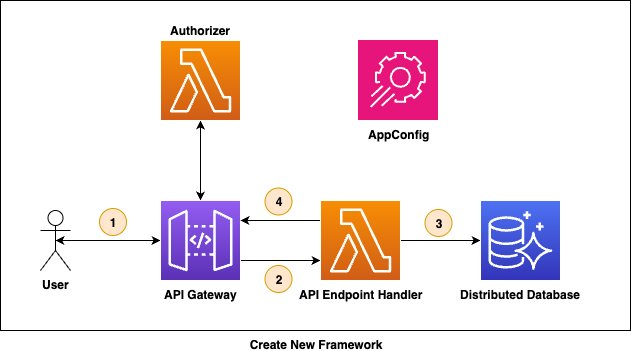 Authorizer
AppConfig
1
4
3
</>
2
User
API Gateway
API Endpoint Handler
Distributed Database
Create New Framework